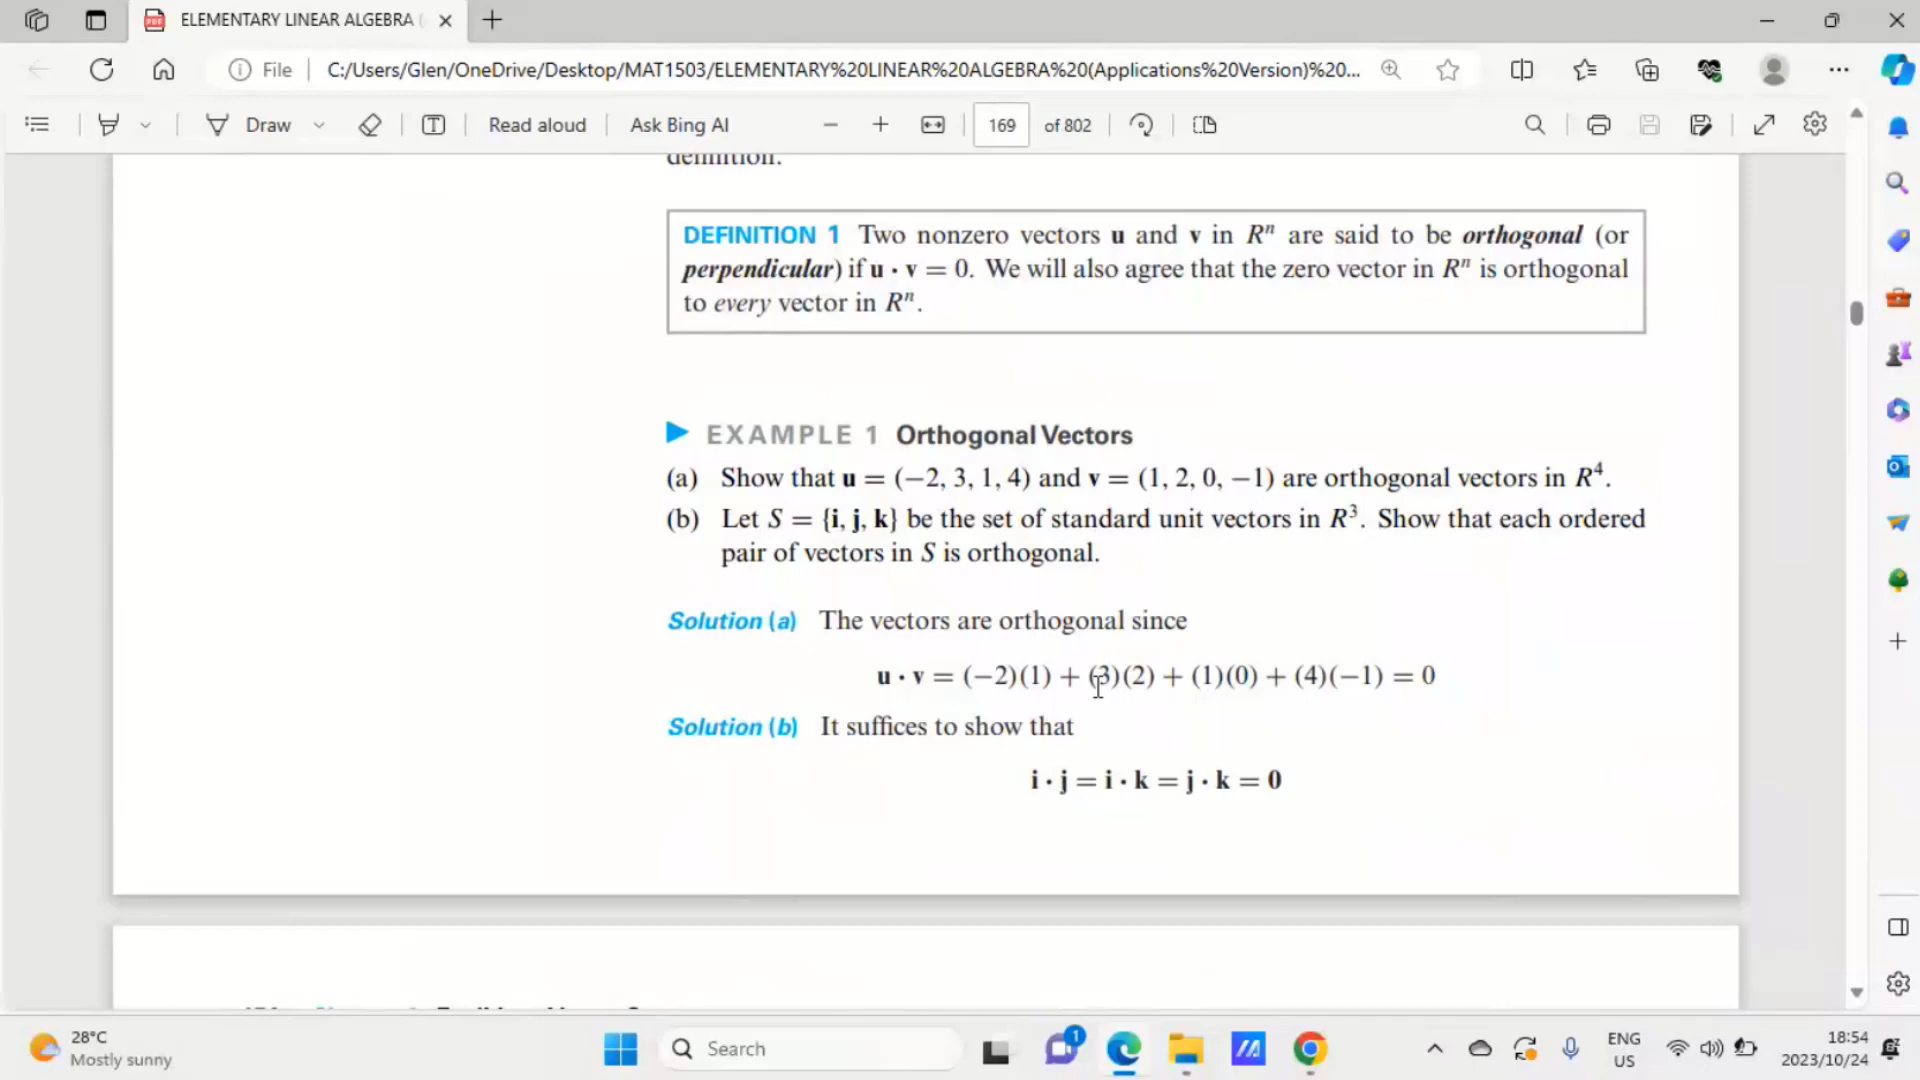 ELEMENTARY LINEAR ALGEBRA (
PDF
File
C:/Users/Glen/OneDrive/Desktop/MAT1503/ELEMENTARY%20LINEAR%20ALGEBRA%20(Applications%20Version)%20...
Draw
Read aloud
Ask Bing AI
169 of 802
definition.
DEFINITION 1 Two nonzero vectors u and v in Rⁿ are said to be orthogonal (or
perpendicular) if u · v = 0. We will also agree that the zero vector in Rⁿ is orthogonal
to every vector in Rⁿ.
EXAMPLE 1 Orthogonal Vectors
(a) Show that u = (−2, 3, 1, 4) and v = (1, 2, 0, −1) are orthogonal vectors in R⁴.
(b) Let S = {i, j, k} be the set of standard unit vectors in R³. Show that each ordered
pair of vectors in S is orthogonal.
Solution (a) The vectors are orthogonal since
u · v = (−2)(1) + (3)(2) + (1)(0) + (4)(−1) = 0
Solution (b) It suffices to show that
i · j = i · k = j · k = 0
28°C
Mostly sunny
Search
1
ENG
US
18:54
2023/10/24